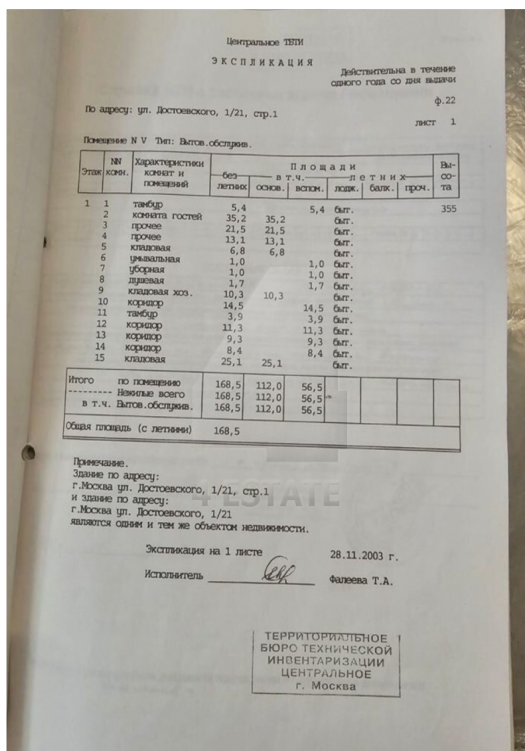 Центральное ТБТИ
ЭКСПЛИКАЦИЯ
Действительна в течение
одного года со дня выдачи
ф.22
По адресу: ул. Достоевского, 1/21, стр.1
лист 1
Помещение N V Тип: Бытов.обслужив.
Этаж NN комн. Характеристики комнат и помещений Площади Вы-со-та
без летних в т.ч. летних
основ. вспом. лодж. балк. проч.
1 1 тамбур 5,4 5,4 быт. 355
2 комната гостей 35,2 35,2 быт.
3 прочее 21,5 21,5 быт.
4 прочее 13,1 13,1 быт.
5 кладовая 6,8 6,8 быт.
6 умывальная 1,0 1,0 быт.
7 уборная 1,0 1,0 быт.
8 душевая 1,7 1,7 быт.
9 кладовая хоз. 10,3 10,3 быт.
10 коридор 14,5 14,5 быт.
11 тамбур 3,9 3,9 быт.
12 коридор 11,3 11,3 быт.
13 коридор 9,3 9,3 быт.
14 коридор 8,4 8,4 быт.
15 кладовая 25,1 25,1 быт.
Итого по помещению 168,5 112,0 56,5
--------- Нежилые всего 168,5 112,0 56,5
в т.ч. Бытов.обслужив. 168,5 112,0 56,5
Общая площадь (с летними) 168,5
Примечание.
Здание по адресу:
г.Москва ул. Достоевского, 1/21, стр.1
и здание по адресу:
г.Москва ул. Достоевского, 1/21
являются одним и тем же объектом недвижимости.
4 ESTATE
Экспликация на 1 листе 28.11.2003 г.
Исполнитель Фалеева Т.А.
ТЕРРИТОРИАЛЬНОЕ
БЮРО ТЕХНИЧЕСКОЙ
ИНВЕНТАРИЗАЦИИ
ЦЕНТРАЛЬНОЕ
г. Москва